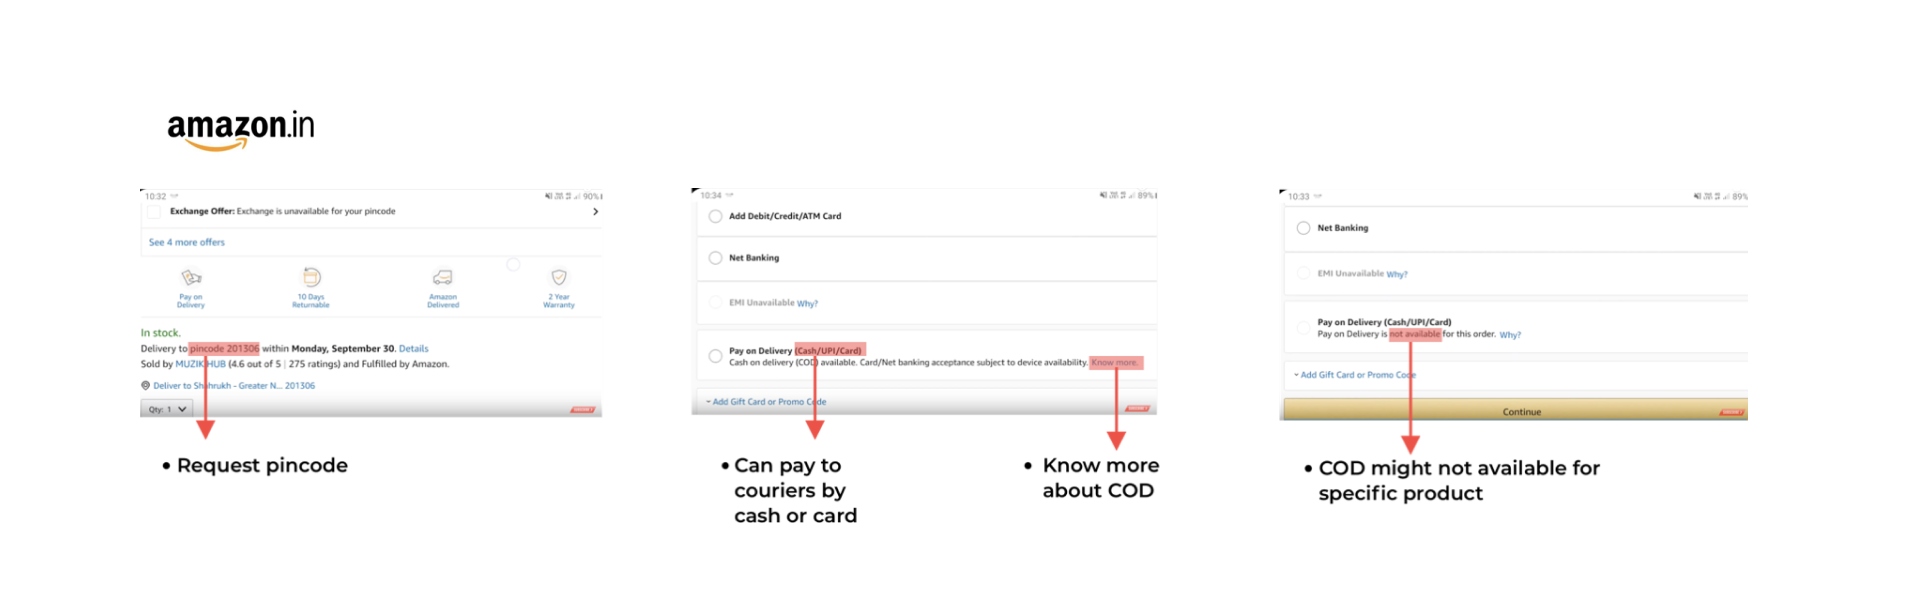 amazon.in
10:32
90%
Exchange Offer: Exchange is unavailable for your pincode
See 4 more offers
Pay on
Delivery
10 Days
Returnable
Amazon
Delivered
2 Year
Warranty
In stock.
Delivery to pincode 201306 within Monday, September 30. Details
Sold by MUZIK HUB (4.6 out of 5 | 275 ratings) and Fulfilled by Amazon.
Deliver to Shahrukh - Greater N... 201306
Qty: 1
• Request pincode
10:34
89%
Add Debit/Credit/ATM Card
Net Banking
EMI Unavailable Why?
Pay on Delivery (Cash/UPI/Card)
Cash on delivery (COD) available. Card/Net banking acceptance subject to device availability. Know more.
Add Gift Card or Promo Code
• Can pay to
couriers by
cash or card
• Know more
about COD
10:33
89%
Net Banking
EMI Unavailable Why?
Pay on Delivery (Cash/UPI/Card)
Pay on Delivery is not available for this order. Why?
Add Gift Card or Promo Code
Continue
• COD might not available for
specific product